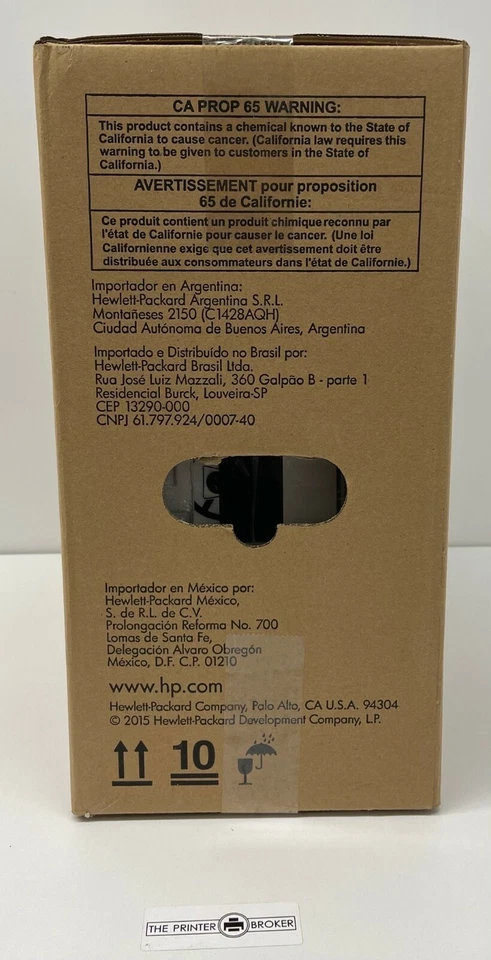 CA PROP 65 WARNING:
This product contains a chemical known to the State of
California to cause cancer. (California law requires this
warning to be given to customers in the State of
California.)
AVERTISSEMENT pour proposition
65 de Californie:
Ce produit contient un produit chimique reconnu par
l'état de Californie pour causer le cancer. (Une loi
Californienne exige que cet avertissement doit être
distribuée aux consommateurs dans l'état de Californie.)
Importador en Argentina:
Hewlett-Packard Argentina S.R.L.
Montañeses 2150 (C1428AQH)
Ciudad Autónoma de Buenos Aires, Argentina
Importado e Distribuído no Brasil por:
Hewlett-Packard Brasil Ltda.
Rua José Luiz Mazzali, 360 Galpão B - parte 1
Residencial Burck, Louveira-SP
CEP 13290-000
CNPJ 61.797.924/0007-40
Importador en México por:
Hewlett-Packard México,
S. de R.L. de C.V.
Prolongación Reforma No. 700
Lomas de Santa Fe,
Delegación Alvaro Obregón
México, D.F. C.P. 01210
www.hp.com
Hewlett-Packard Company, Palo Alto, CA U.S.A. 94304
© 2015 Hewlett-Packard Development Company, L.P.
10
THE PRINTER BROKER